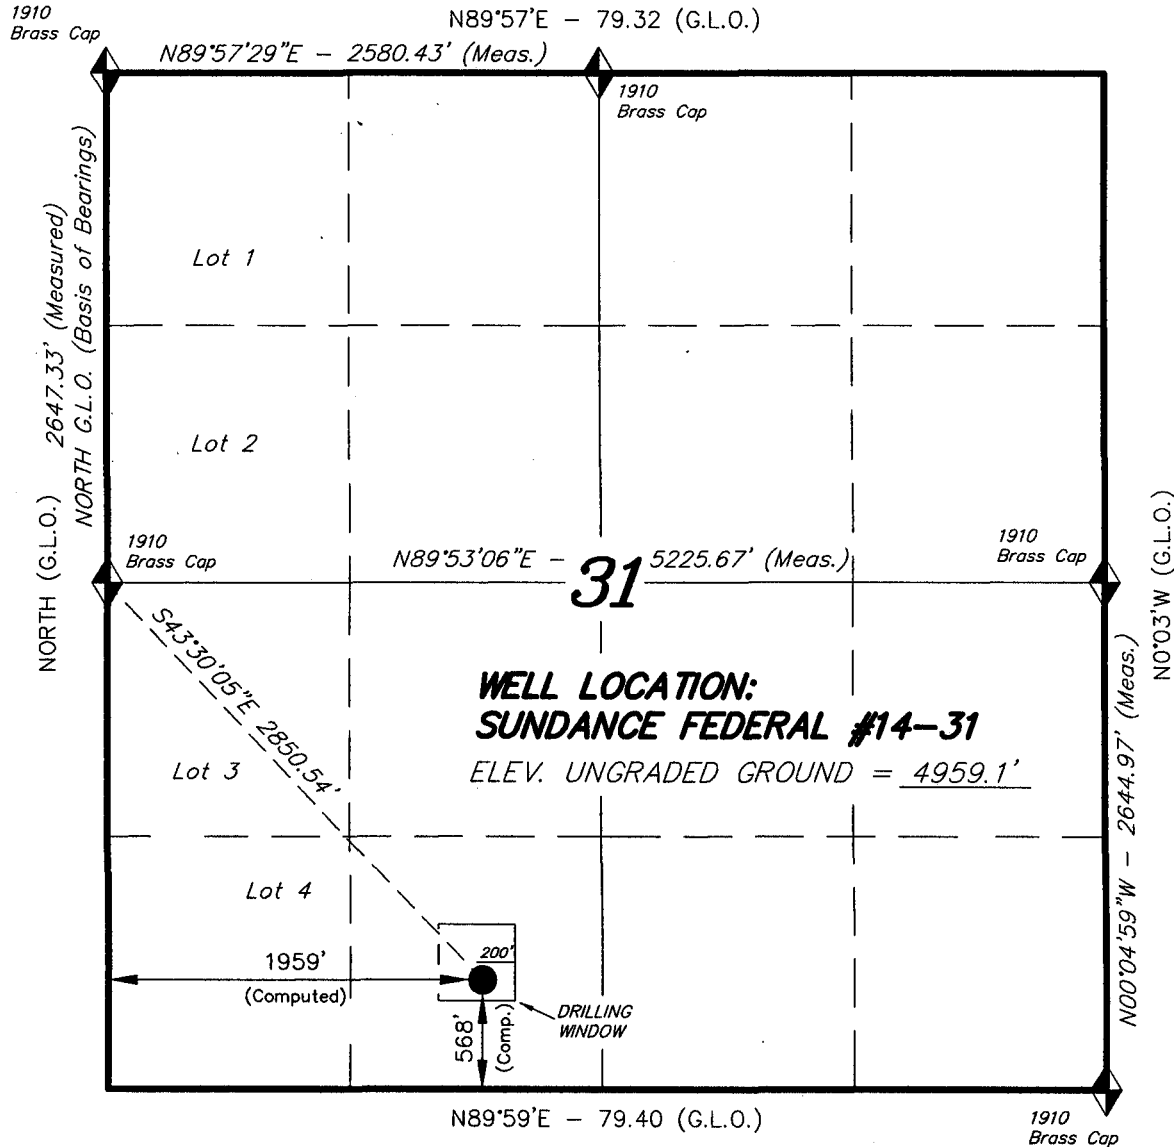 1910
Brass Cap
N89°57'E - 79.32 (G.L.O.)
N89°57'29"E - 2580.43' (Meas.)
1910
Brass Cap
NORTH (G.L.O.)
2647.33' (Measured)
NORTH G.L.O. (Basis of Bearings)
Lot 1
Lot 2
1910
Brass Cap
N89°53'06"E - 5225.67' (Meas.)
31
1910
Brass Cap
N0°03'W (G.L.O.)
S43°30'05"E 2850.54'
WELL LOCATION:
SUNDANCE FEDERAL #14-31
ELEV. UNGRADED GROUND = 4959.1'
N00°04'59"W - 2644.97' (Meas.)
Lot 3
Lot 4
200'
1959'
(Computed)
568'
(Comp.)
DRILLING
WINDOW
N89°59'E - 79.40 (G.L.O.)
1910
Brass Cap